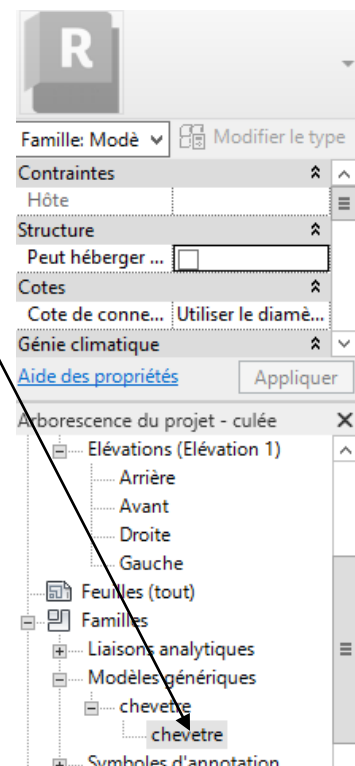 R
Famille: Modè
Modifier le type
Contraintes
Hôte
Structure
Peut héberger ...
Cotes
Cote de conne... Utiliser le diamè...
Génie climatique
Aide des propriétés Appliquer
Arborescence du projet - culée
Elévations (Elévation 1)
Arrière
Avant
Droite
Gauche
Feuilles (tout)
Familles
Liaisons analytiques
Modèles génériques
chevetre
chevetre
Symboles d'annotation